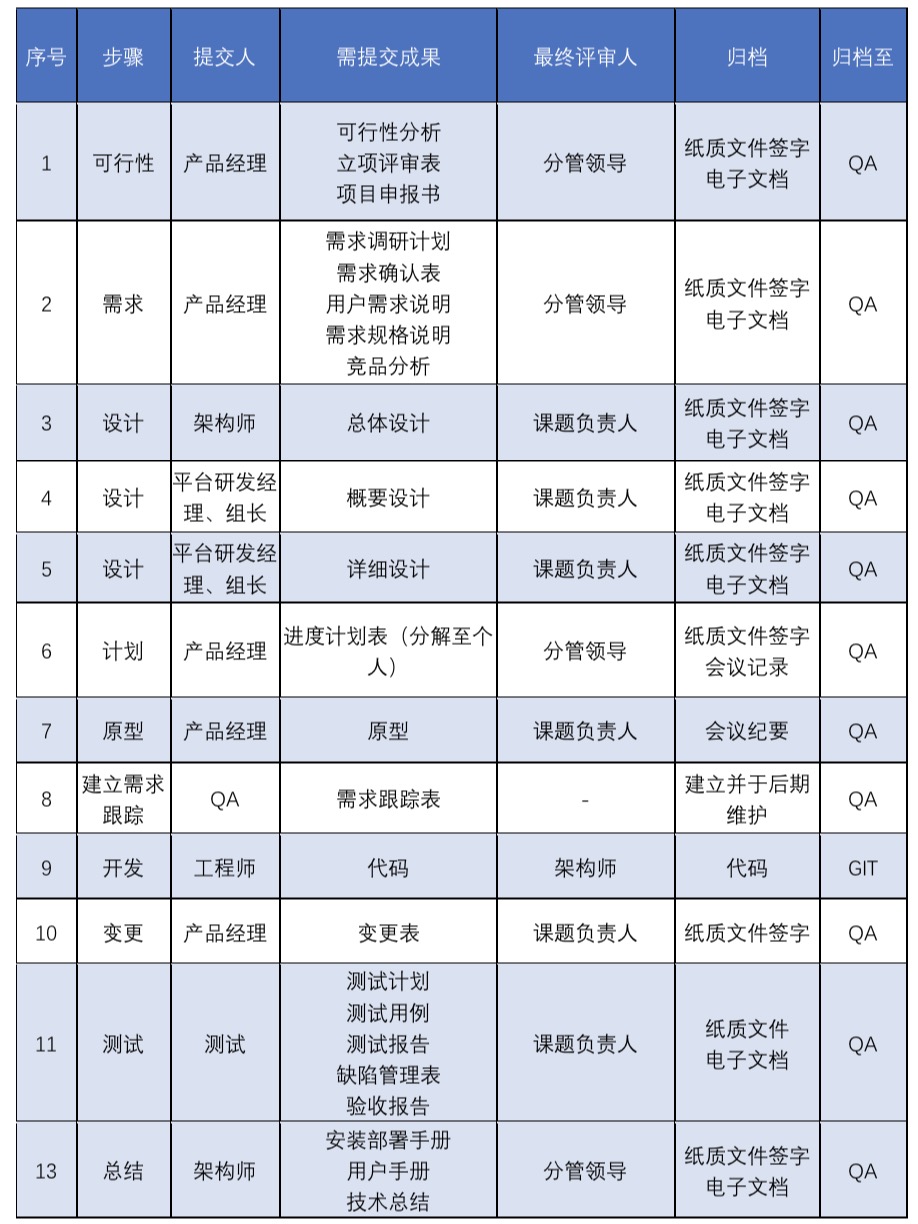 序号 步骤 提交人 需提交成果 最终评审人 归档 归档至
1 可行性 产品经理 可行性分析 立项评审表 项目申报书 分管领导 纸质文件签字 电子文档 QA
2 需求 产品经理 需求调研计划 需求确认表 用户需求说明 需求规格说明 竞品分析 分管领导 纸质文件签字 电子文档 QA
3 设计 架构师 总体设计 课题负责人 纸质文件签字 电子文档 QA
4 设计 平台研发经理、组长 概要设计 课题负责人 纸质文件签字 电子文档 QA
5 设计 平台研发经理、组长 详细设计 课题负责人 纸质文件签字 电子文档 QA
6 计划 产品经理 进度计划表（分解至个人） 分管领导 纸质文件签字 会议记录 QA
7 原型 产品经理 原型 课题负责人 会议纪要 QA
8 建立需求跟踪 QA 需求跟踪表 - 建立并于后期维护 QA
9 开发 工程师 代码 架构师 代码 GIT
10 变更 产品经理 变更表 课题负责人 纸质文件签字 QA
11 测试 测试 测试计划 测试用例 测试报告 缺陷管理表 验收报告 课题负责人 纸质文件 电子文档 QA
13 总结 架构师 安装部署手册 用户手册 技术总结 分管领导 纸质文件签字 电子文档 QA